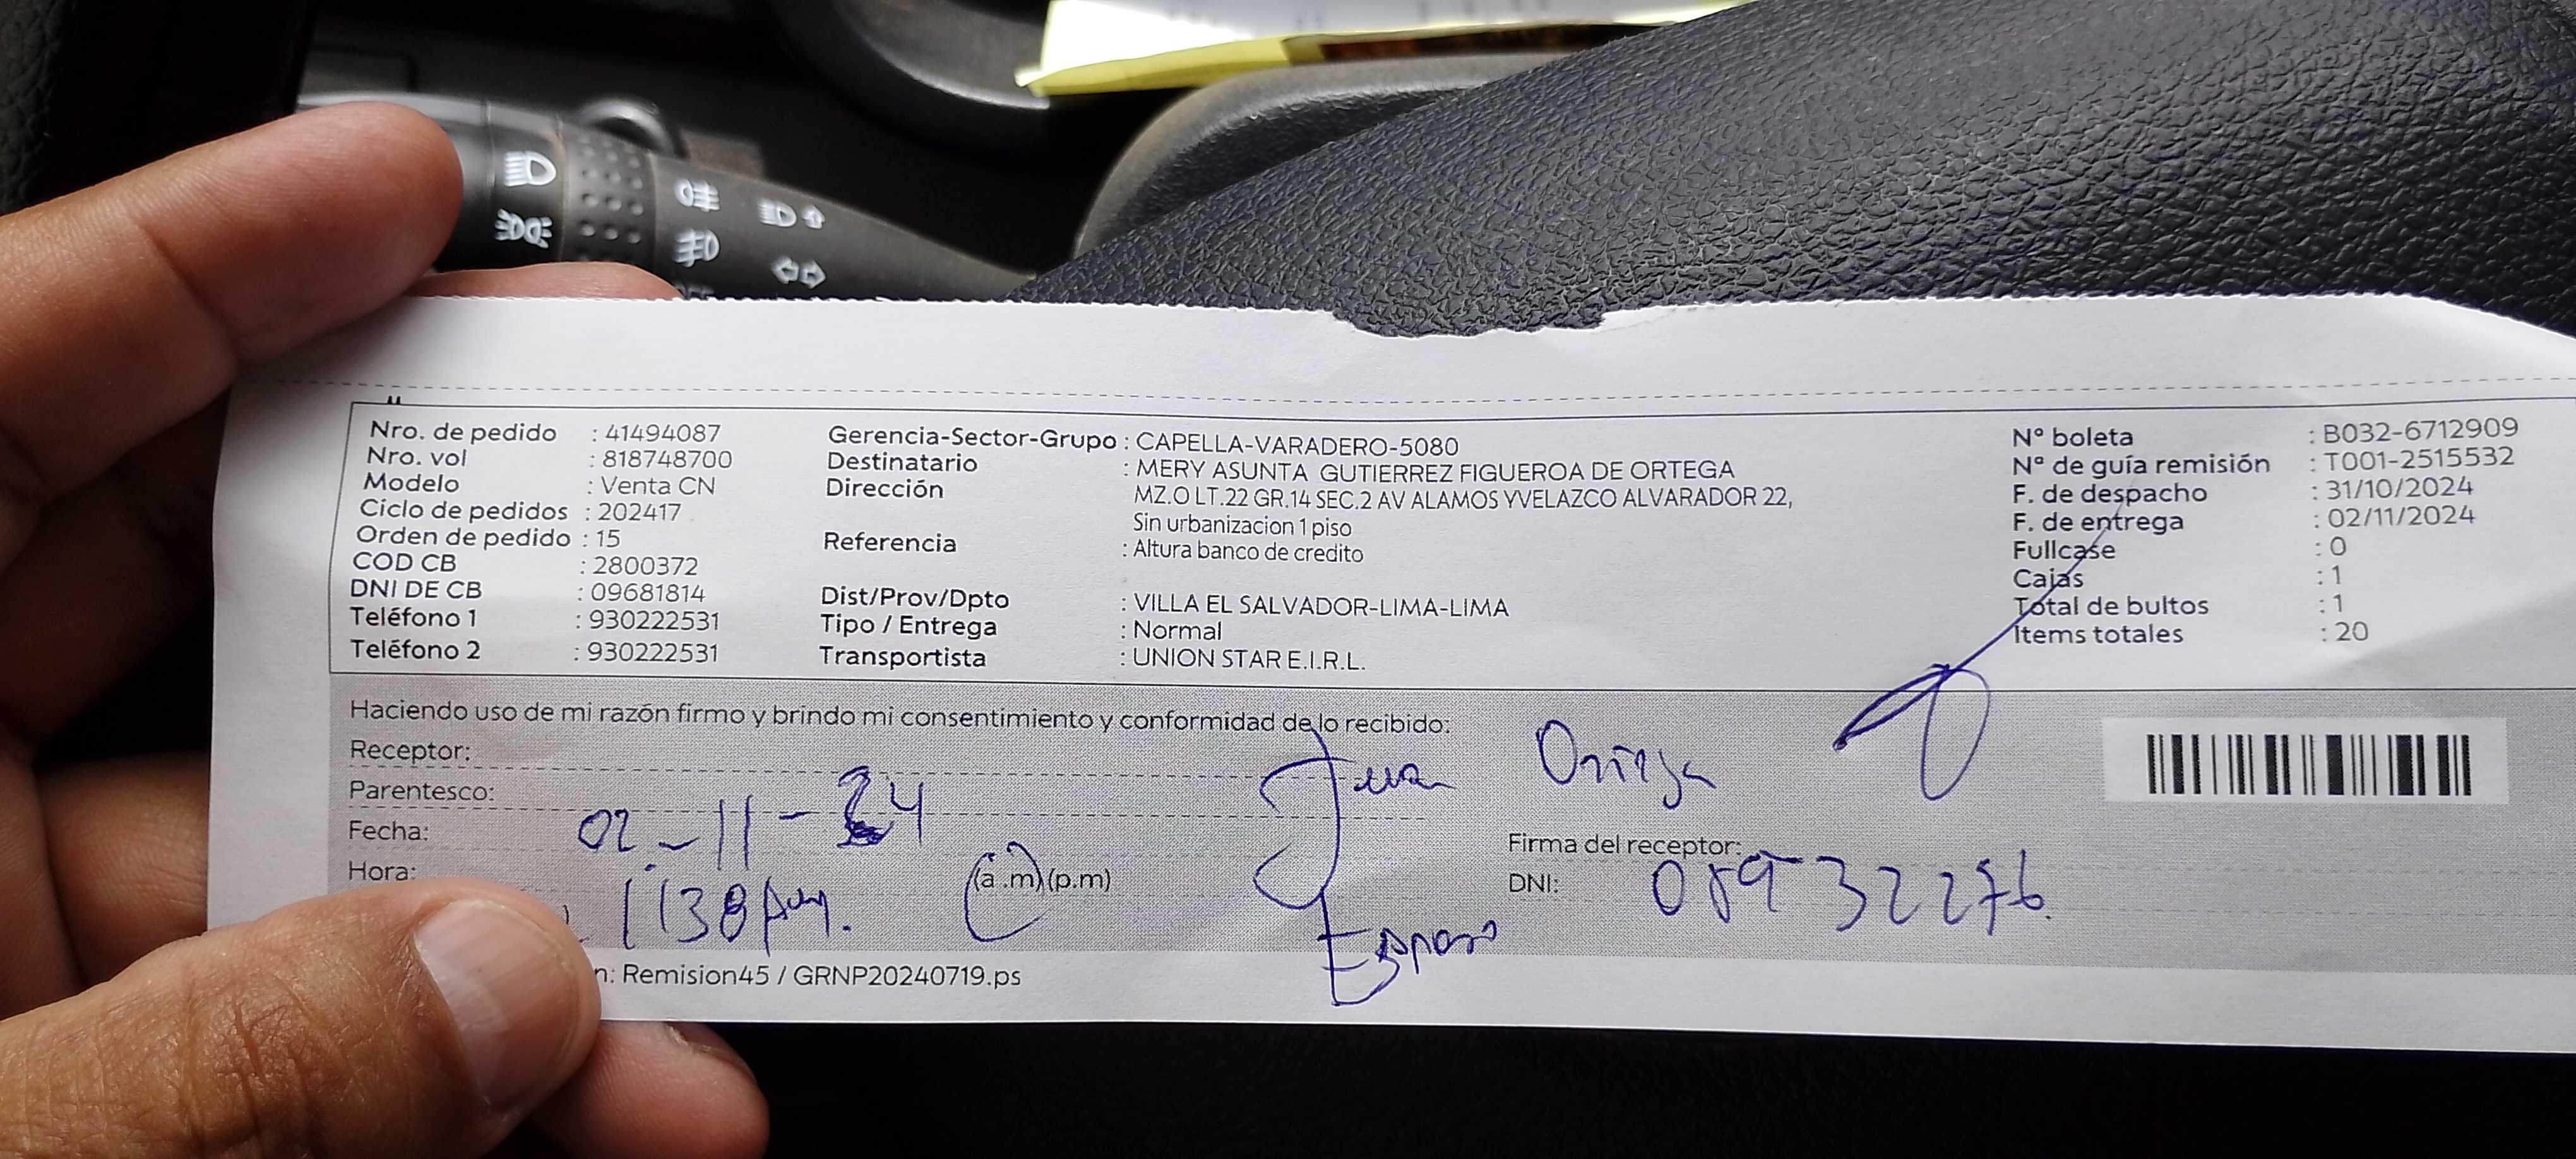 Nro. de pedido : 41494087
Nro. vol : 818748700
Modelo : Venta CN
Ciclo de pedidos : 202417
Orden de pedido : 15
COD CB : 2800372
DNI DE CB : 09681814
Teléfono 1 : 930222531
Teléfono 2 : 930222531
Gerencia-Sector-Grupo : CAPELLA-VARADERO-5080
Destinatario : MERY ASUNTA GUTIERREZ FIGUEROA DE ORTEGA
Dirección MZ.O LT.22 GR.14 SEC.2 AV ALAMOS YVELAZCO ALVARADOR 22,
Sin urbanizacion 1 piso
Referencia : Altura banco de credito
Dist/Prov/Dpto : VILLA EL SALVADOR-LIMA-LIMA
Tipo / Entrega : Normal
Transportista : UNION STAR E.I.R.L.
Nº boleta : B032-6712909
Nº de guía remisión : T001-2515532
F. de despacho : 31/10/2024
F. de entrega : 02/11/2024
Fullcase : 0
Cajas : 1
Total de bultos : 1
Items totales : 20
Haciendo uso de mi razón firmo y brindo mi consentimiento y conformidad de lo recibido:
Receptor: Juan Ortega
Parentesco:
Fecha: 02-11-24
Hora: (a.m) (p.m)
Esposo
Firma del receptor:
DNI: 08932276
n: Remision45 / GRNP20240719.ps